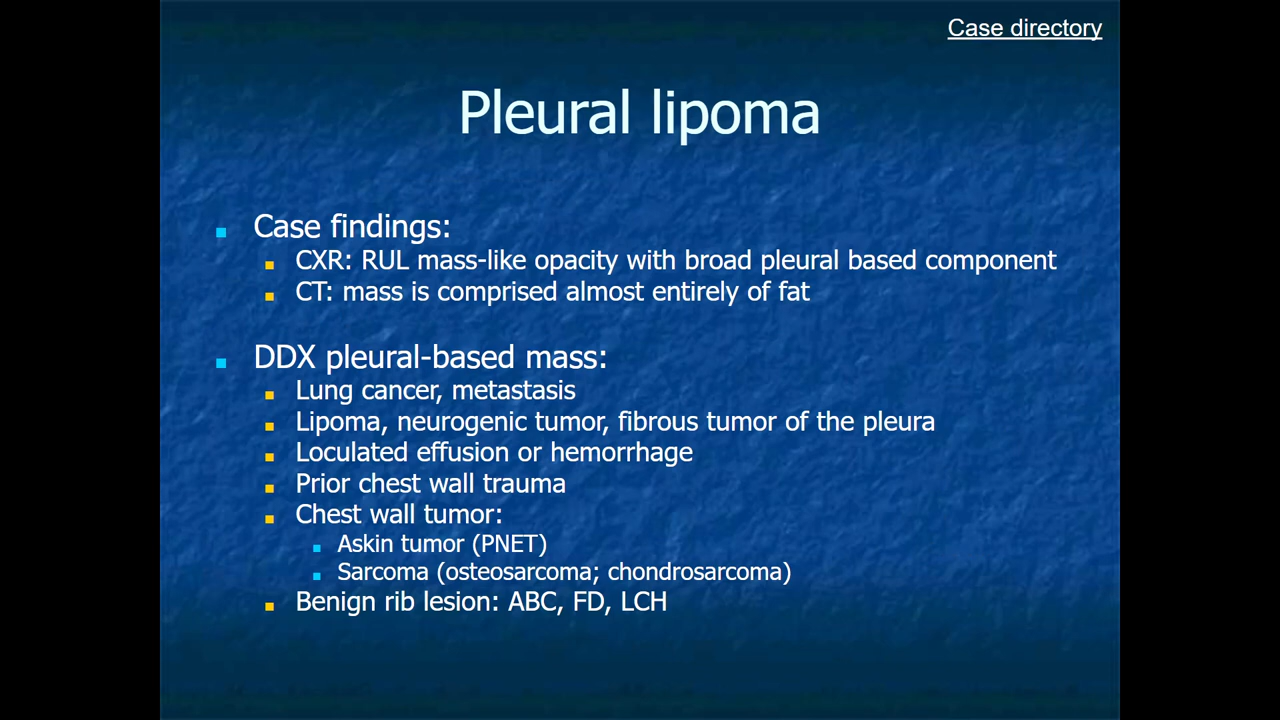 Case directory
Pleural lipoma
Case findings:
CXR: RUL mass-like opacity with broad pleural based component
CT: mass is comprised almost entirely of fat
DDX pleural-based mass:
Lung cancer, metastasis
Lipoma, neurogenic tumor, fibrous tumor of the pleura
Loculated effusion or hemorrhage
Prior chest wall trauma
Chest wall tumor:
Askin tumor (PNET)
Sarcoma (osteosarcoma; chondrosarcoma)
Benign rib lesion: ABC, FD, LCH